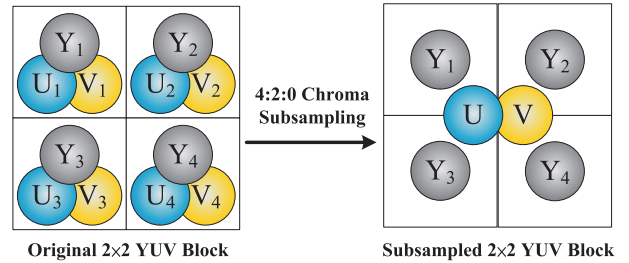 Y₁ Y₂
U₁ V₁ U₂ V₂
Y₃ Y₄
U₃ V₃ U₄ V₄
Original 2×2 YUV Block
4:2:0 Chroma
Subsampling
Y₁ Y₂
U V
Y₃ Y₄
Subsampled 2×2 YUV Block